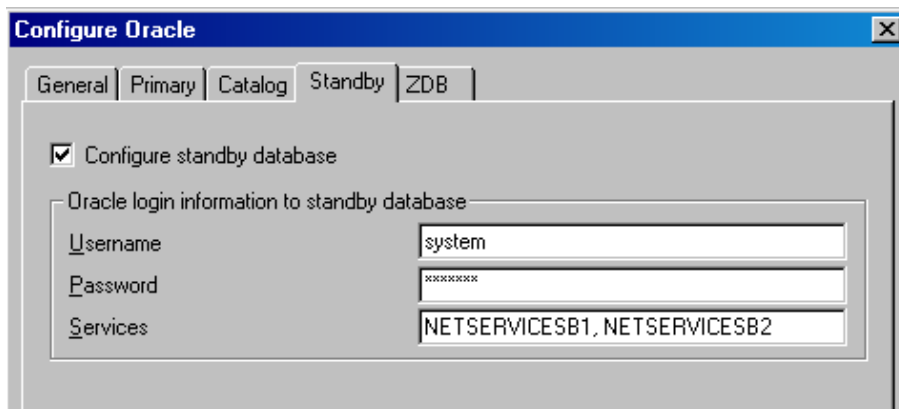 Configure Oracle
General Primary Catalog Standby ZDB
Configure standby database
Oracle login information to standby database
Username system
Password *******
Services NETSERVICESB1, NETSERVICESB2